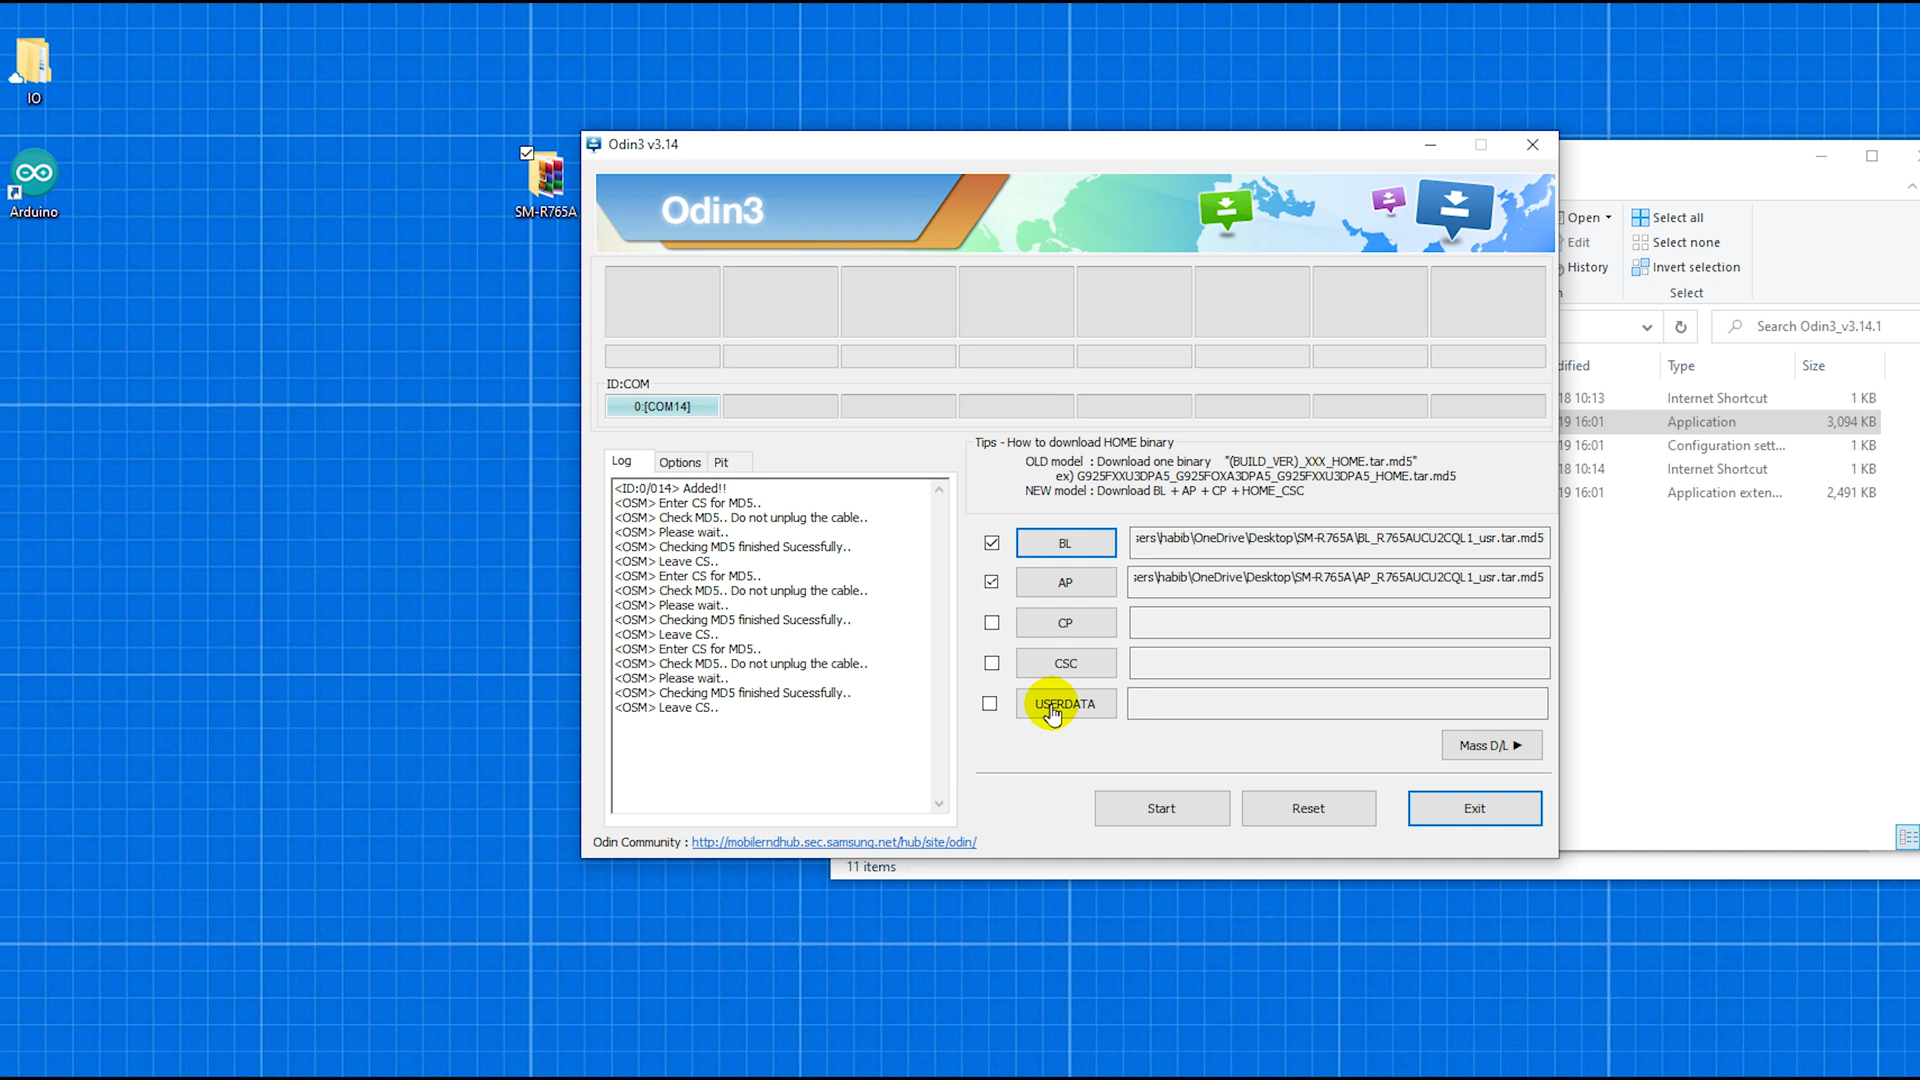 IO
Arduino
SM-R765A
Odin3 v3.14
Odin3
ID:COM
0:[COM14]
Log
Options
Pit
<ID:0/014> Added!!
<OSM> Enter CS for MD5..
<OSM> Check MD5.. Do not unplug the cable..
<OSM> Please wait..
<OSM> Checking MD5 finished Sucessfully..
<OSM> Leave CS..
<OSM> Enter CS for MD5..
<OSM> Check MD5.. Do not unplug the cable..
<OSM> Please wait..
<OSM> Checking MD5 finished Sucessfully..
<OSM> Leave CS..
<OSM> Enter CS for MD5..
<OSM> Check MD5.. Do not unplug the cable..
<OSM> Please wait..
<OSM> Checking MD5 finished Sucessfully..
<OSM> Leave CS..
Tips - How to download HOME binary
OLD model : Download one binary "(BUILD_VER)_XXX_HOME.tar.md5"
ex) G925FXXU3DPA5_G925FOXA3DPA5_G925FXXU3DPA5_HOME.tar.md5
NEW model : Download BL + AP + CP + HOME_CSC
BL
sers\habib\OneDrive\Desktop\SM-R765A\BL_R765AUCU2CQL1_usr.tar.md5
AP
sers\habib\OneDrive\Desktop\SM-R765A\AP_R765AUCU2CQL1_usr.tar.md5
CP
CSC
USERDATA
Mass D/L ▶
Start
Reset
Exit
Odin Community : http://mobilerndhub.sec.samsung.net/hub/site/odin/
Open
Edit
History
Select all
Select none
Invert selection
Select
Search Odin3_v3.14.1
dified
Type
Size
18 10:13
Internet Shortcut
1 KB
19 16:01
Application
3,094 KB
19 16:01
Configuration sett...
1 KB
18 10:14
Internet Shortcut
1 KB
19 16:01
Application exten...
2,491 KB
11 items